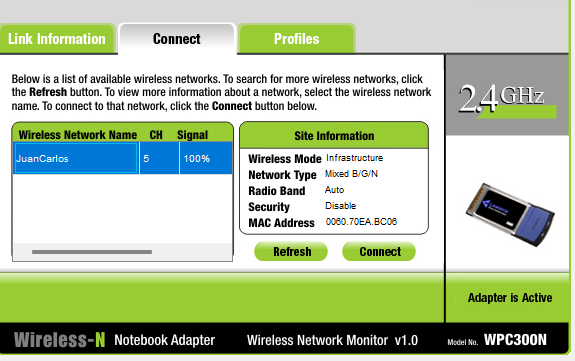 Link Information
Connect
Profiles
Below is a list of available wireless networks. To search for more wireless networks, click
the Refresh button. To view more information about a network, select the wireless network
name. To connect to that network, click the Connect button below.
2,4GHz
Wireless Network Name CH Signal
JuanCarlos 5 100%
Site Information
Wireless Mode Infrastructure
Network Type Mixed B/G/N
Radio Band Auto
Security Disable
MAC Address 0060.70EA.BC06
Refresh
Connect
Adapter is Active
Wireless-N Notebook Adapter Wireless Network Monitor v1.0 Model No. WPC300N